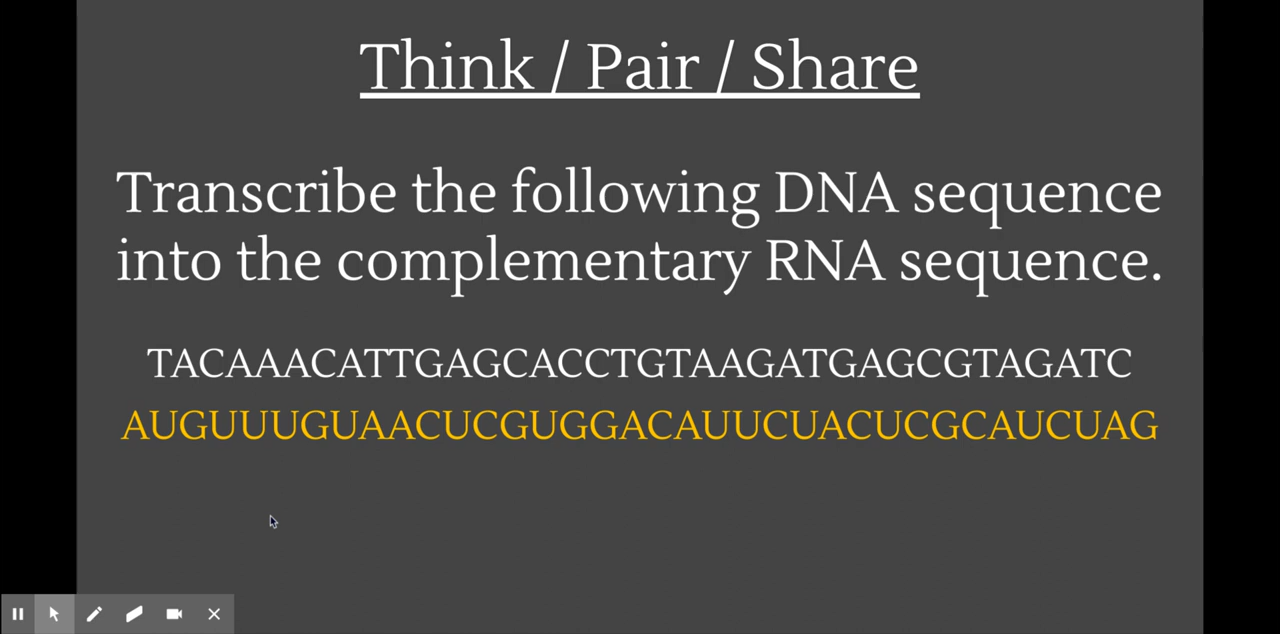 Think / Pair / Share
Transcribe the following DNA sequence
into the complementary RNA sequence.
TACAAACATTGAGCACCTGTAAGATGAGCGTAGATC
AUGUUUGUAACUCGUGGACAUUCUACUCGCAUCUAG